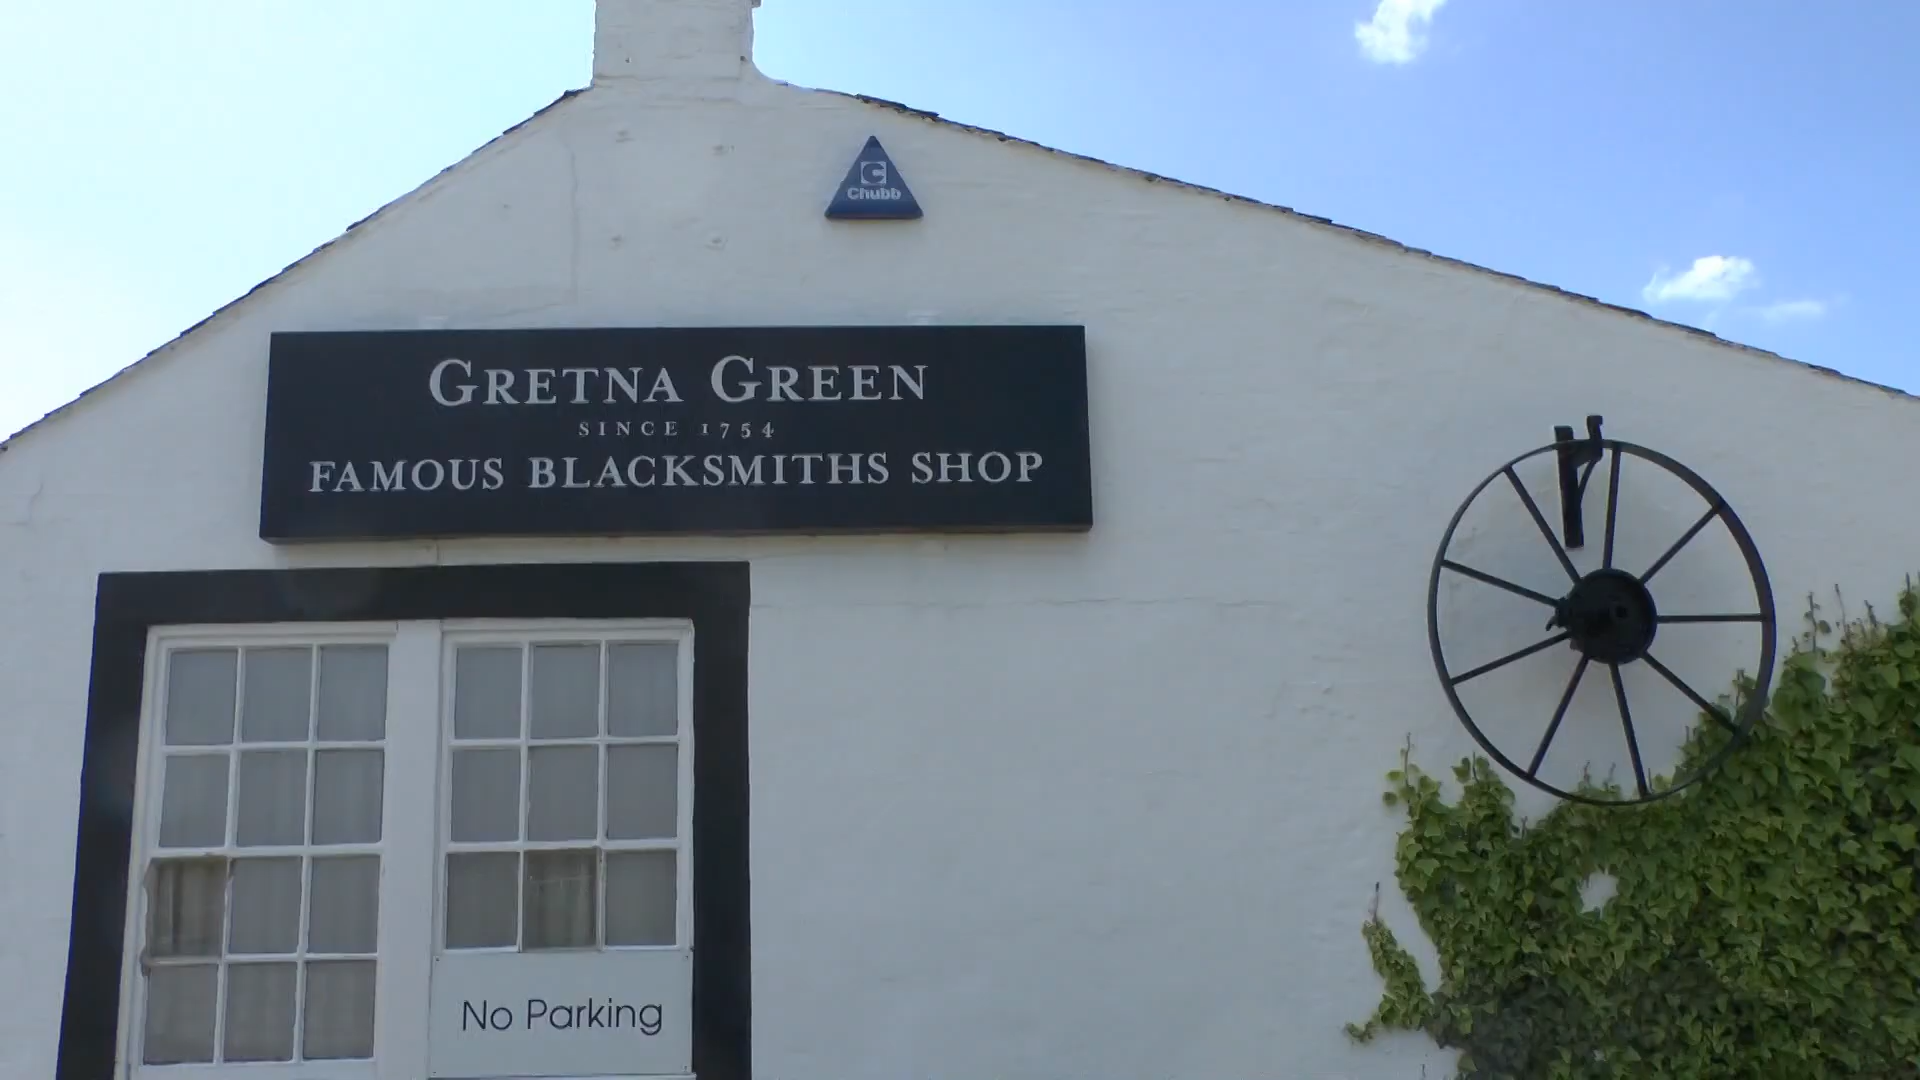 C
Chubb
GRETNA GREEN
SINCE 1754
FAMOUS BLACKSMITHS SHOP
No Parking